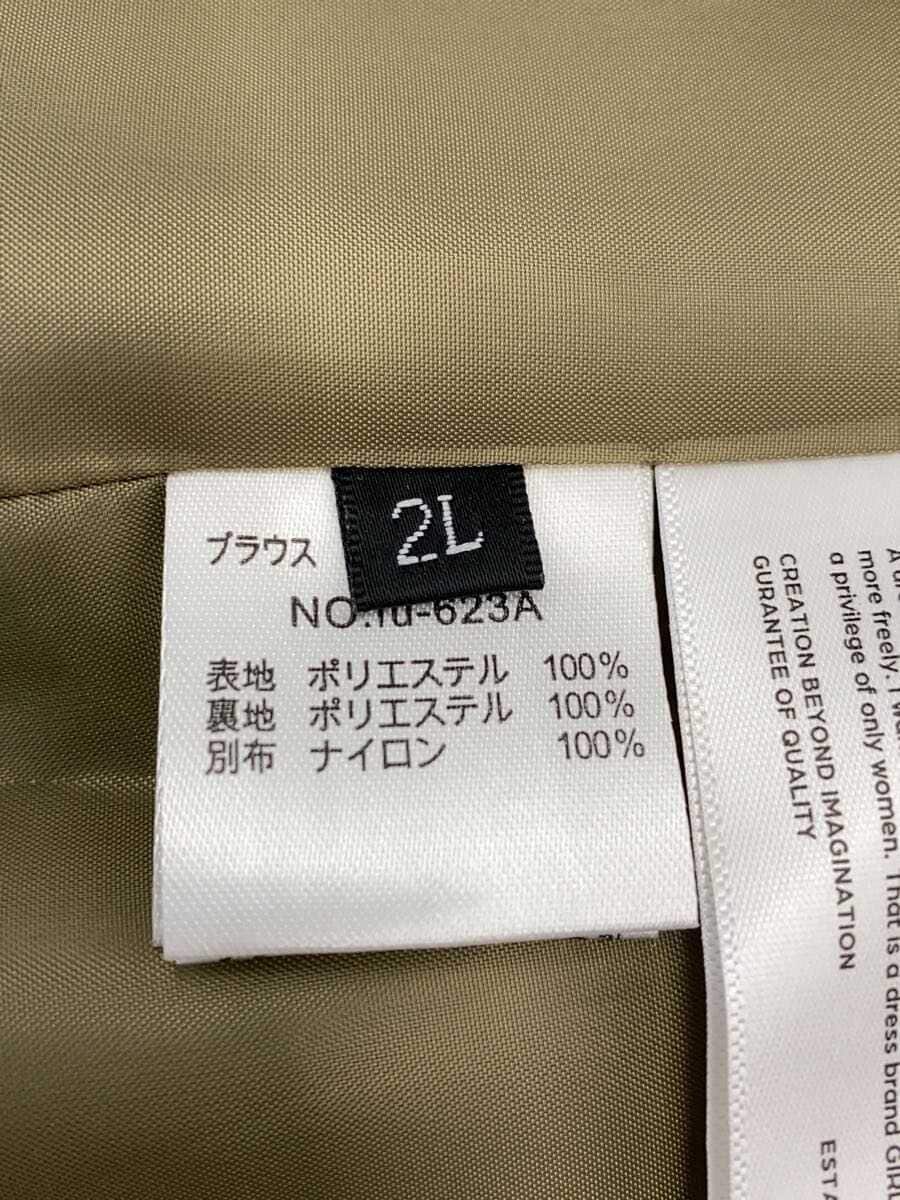 2L
ブラウス
NO.fu-623A
表地 ポリエステル 100%
裏地 ポリエステル 100%
別布 ナイロン 100%
more freely. I
a privilege of only women. That is a dress brand
CREATION BEYOND IMAGINATION
GURANTEE OF QUALITY